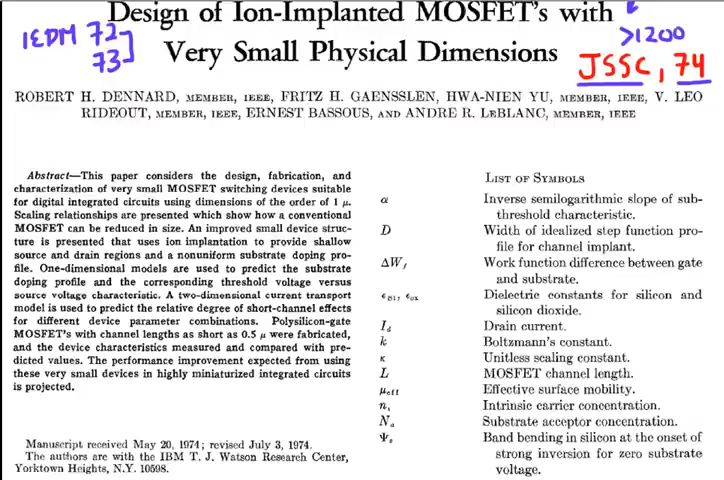 Design of Ion-Implanted MOSFET's with
Very Small Physical Dimensions
IEDM 72
73
>1200
JSSC, 74
ROBERT H. DENNARD, MEMBER, IEEE, FRITZ H. GAENSSLEN, HWA-NIEN YU, MEMBER, IEEE, V. LEO
RIDEOUT, MEMBER, IEEE, ERNEST BASSOUS, AND ANDRE R. LEBLANC, MEMBER, IEEE
Abstract—This paper considers the design, fabrication, and
characterization of very small MOSFET switching devices suitable
for digital integrated circuits using dimensions of the order of 1 μ.
Scaling relationships are presented which show how a conventional
MOSFET can be reduced in size. An improved small device struc-
ture is presented that uses ion implantation to provide shallow
source and drain regions and a nonuniform substrate doping pro-
file. One-dimensional models are used to predict the substrate
doping profile and the corresponding threshold voltage versus
source voltage characteristic. A two-dimensional current transport
model is used to predict the relative degree of short-channel effects
for different device parameter combinations. Polysilicon-gate
MOSFET's with channel lengths as short as 0.5 μ were fabricated,
and the device characteristics measured and compared with pre-
dicted values. The performance improvement expected from using
these very small devices in highly miniaturized integrated circuits
is projected.
Manuscript received May 20, 1974; revised July 3, 1974.
The authors are with the IBM T. J. Watson Research Center,
Yorktown Heights, N.Y. 10598.
LIST OF SYMBOLS
α Inverse semilogarithmic slope of sub-
threshold characteristic.
D Width of idealized step function pro-
file for channel implant.
ΔW_f Work function difference between gate
and substrate.
ε_Si, ε_ox Dielectric constants for silicon and
silicon dioxide.
I_d Drain current.
k Boltzmann's constant.
κ Unitless scaling constant.
L MOSFET channel length.
μ_eff Effective surface mobility.
n_i Intrinsic carrier concentration.
N_a Substrate acceptor concentration.
Ψ_s Band bending in silicon at the onset of
strong inversion for zero substrate
voltage.